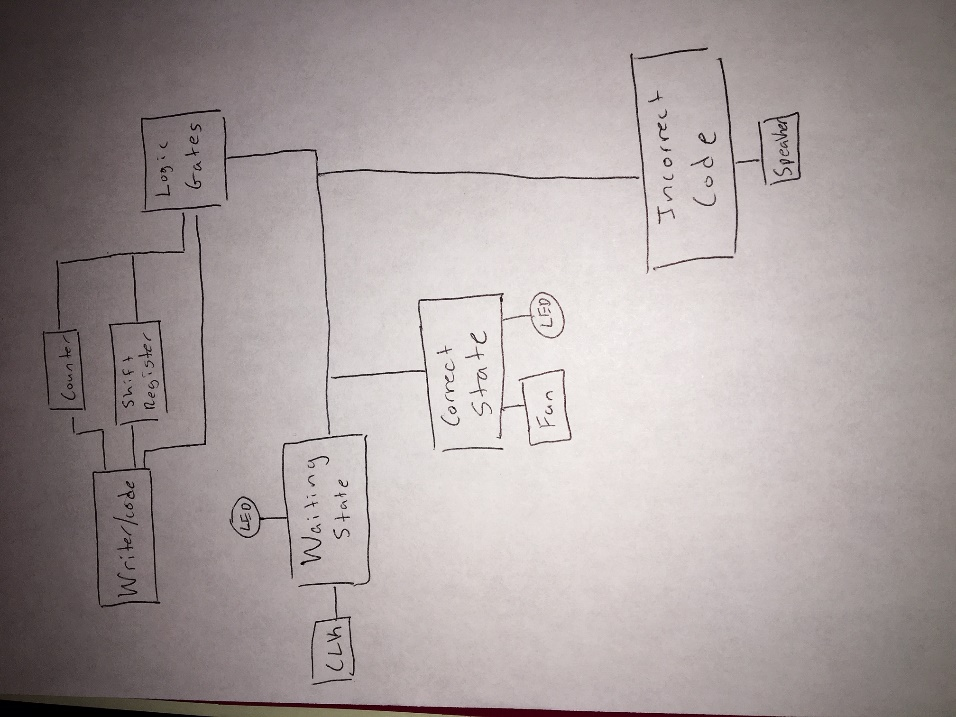 Writer/code
Counter
Shift
Register
Logic
Gates
LED
CLK
Waiting
State
Correct
State
Fan
LED
Incorrect
Code
Speaker